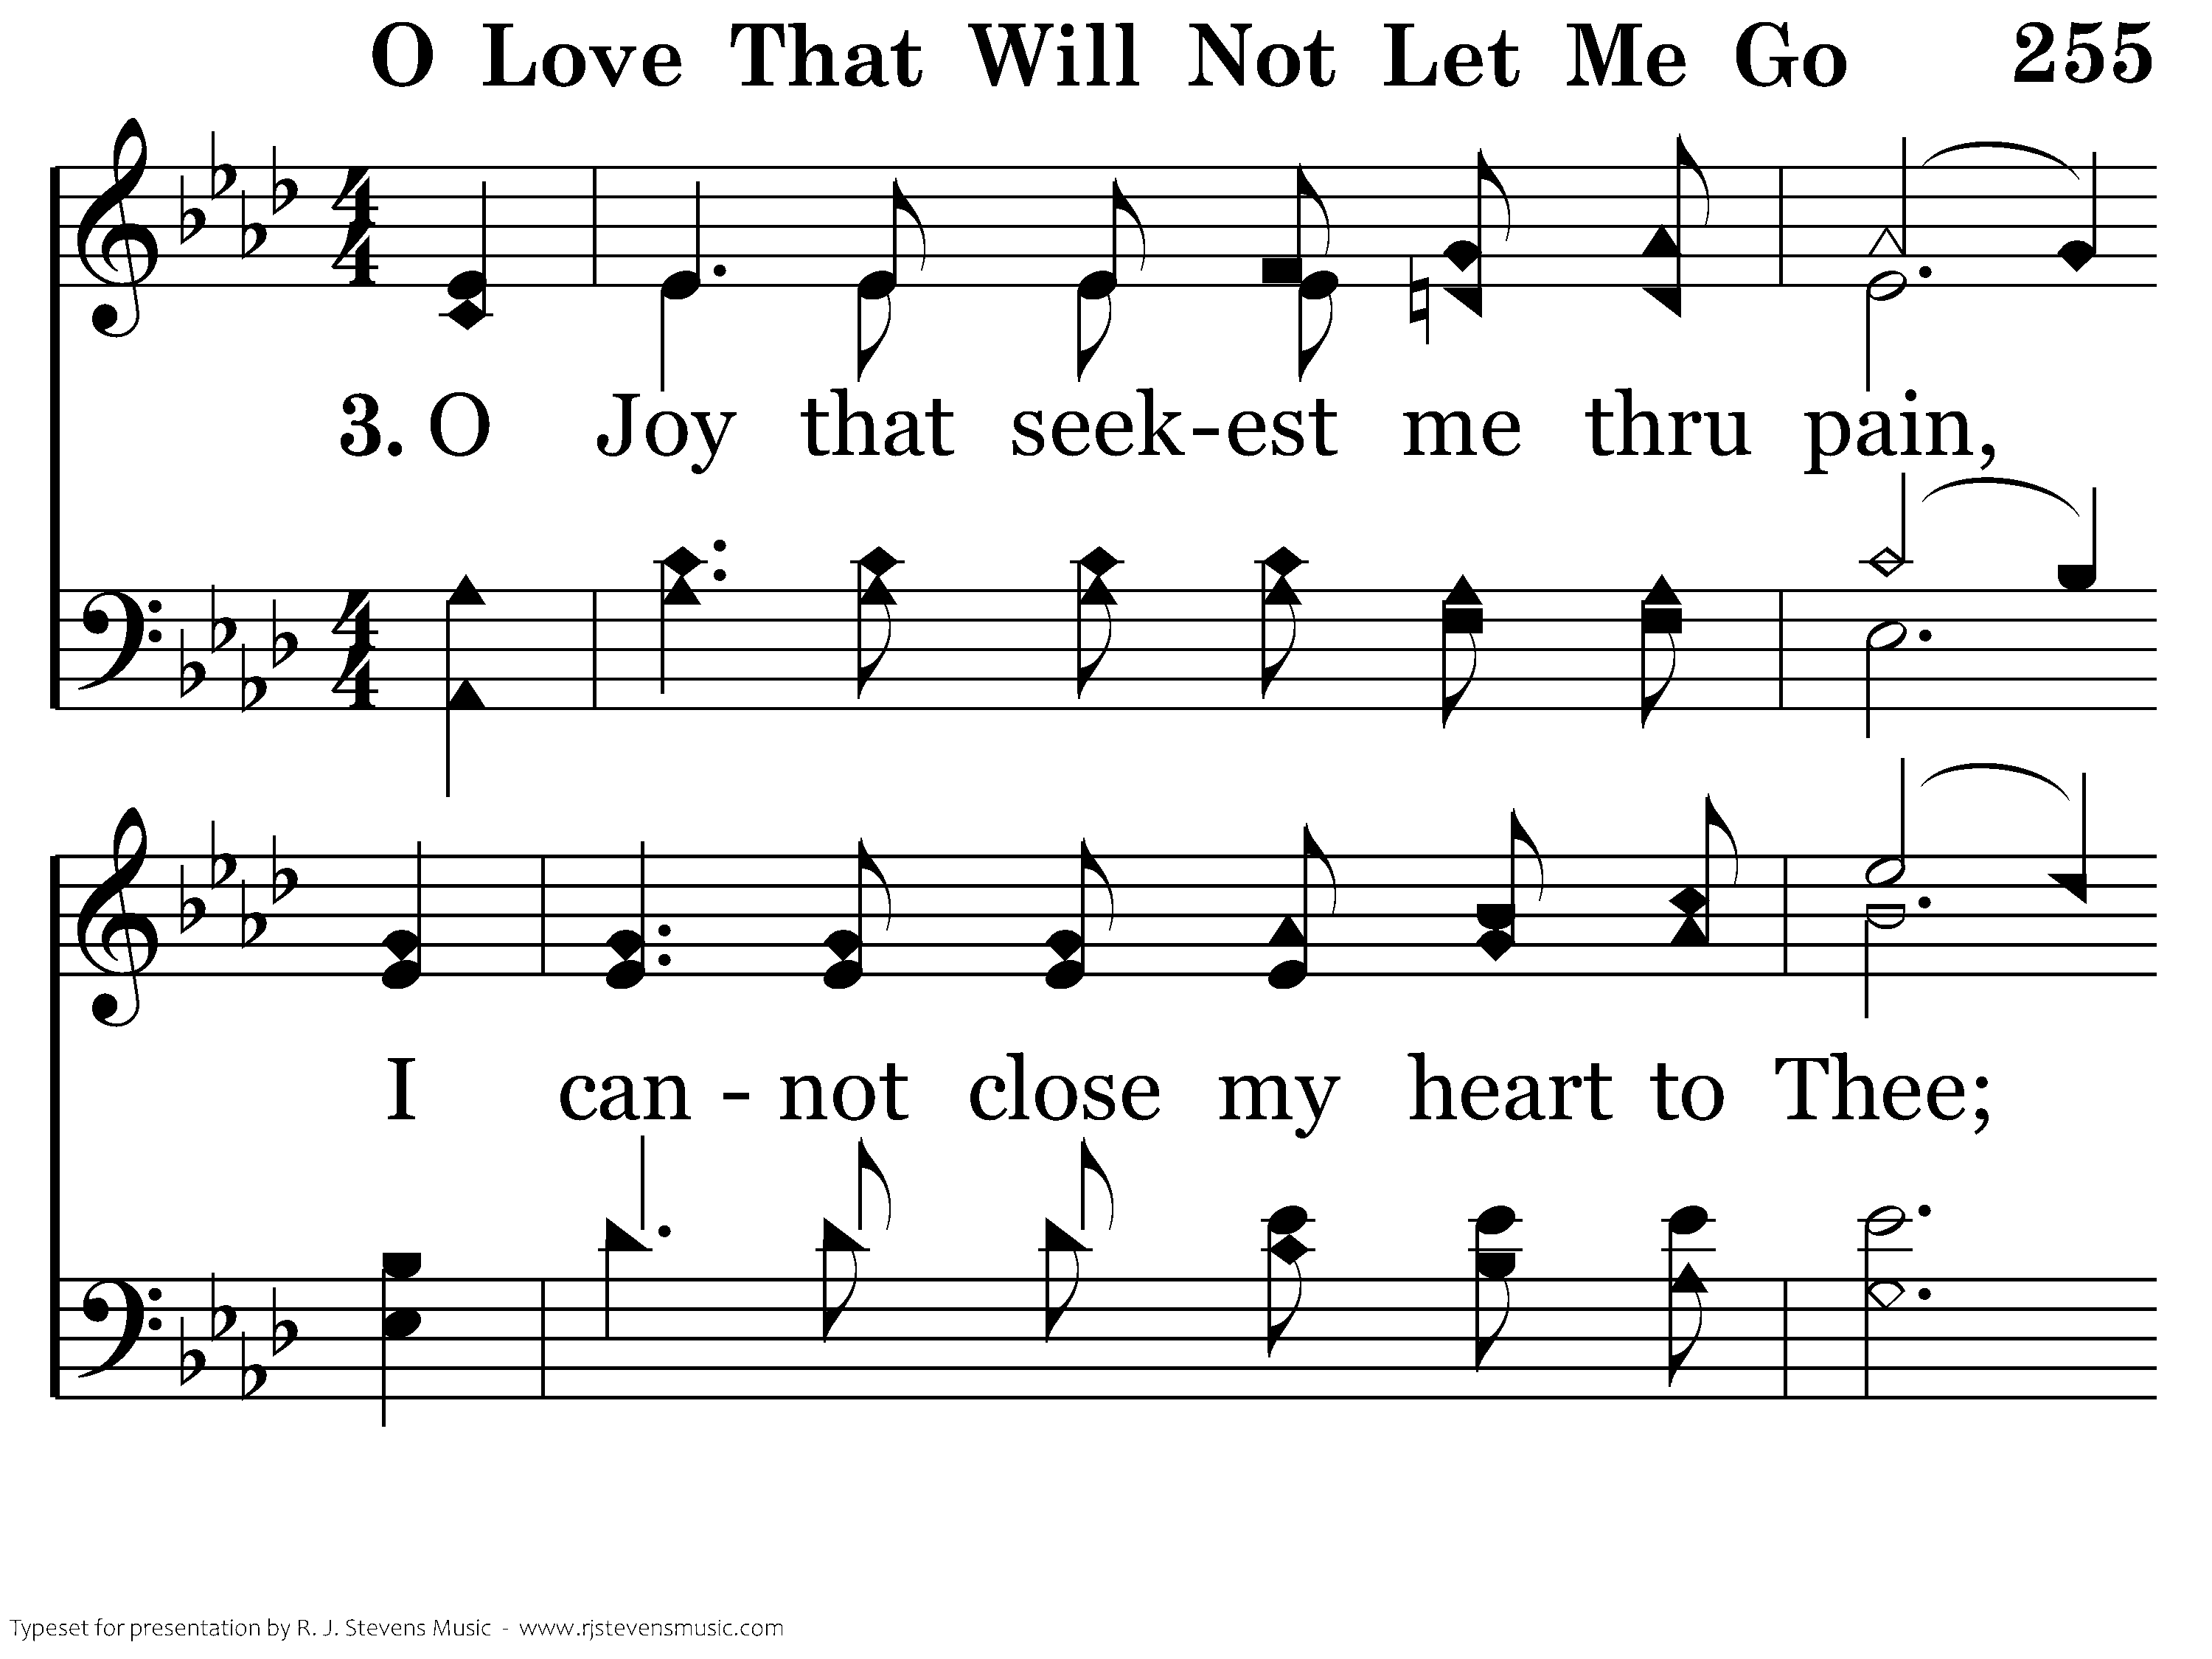 O Love That Will Not Let Me Go 255
3. O Joy that seek-est me thru pain,
I can - not close my heart to Thee;
Typeset for presentation by R. J. Stevens Music - www.rjstevensmusic.com